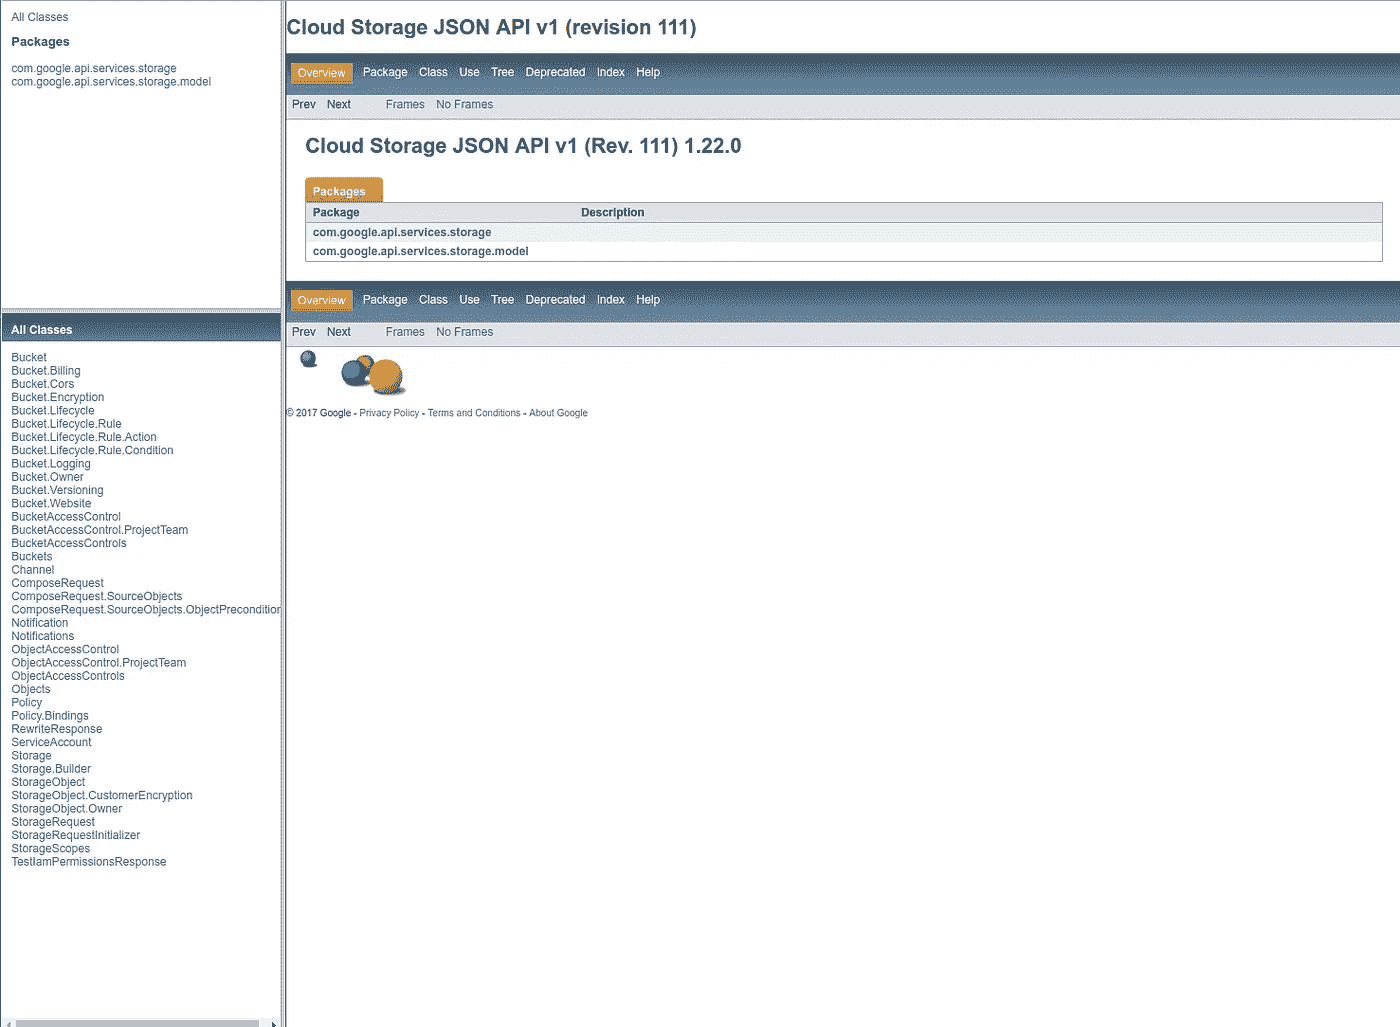 All Classes
Packages
com.google.api.services.storage
com.google.api.services.storage.model
All Classes
Bucket
Bucket.Billing
Bucket.Cors
Bucket.Encryption
Bucket.Lifecycle
Bucket.Lifecycle.Rule
Bucket.Lifecycle.Rule.Action
Bucket.Lifecycle.Rule.Condition
Bucket.Logging
Bucket.Owner
Bucket.Versioning
Bucket.Website
BucketAccessControl
BucketAccessControl.ProjectTeam
BucketAccessControls
Buckets
Channel
ComposeRequest
ComposeRequest.SourceObjects
ComposeRequest.SourceObjects.ObjectPrecondition
Notification
Notifications
ObjectAccessControl
ObjectAccessControl.ProjectTeam
ObjectAccessControls
Objects
Policy
Policy.Bindings
RewriteResponse
ServiceAccount
Storage
Storage.Builder
StorageObject
StorageObject.CustomerEncryption
StorageObject.Owner
StorageRequest
StorageRequestInitializer
StorageScopes
TestIamPermissionsResponse
Cloud Storage JSON API v1 (revision 111)
Overview Package Class Use Tree Deprecated Index Help
Prev Next Frames No Frames
Cloud Storage JSON API v1 (Rev. 111) 1.22.0
Packages
Package Description
com.google.api.services.storage
com.google.api.services.storage.model
Overview Package Class Use Tree Deprecated Index Help
Prev Next Frames No Frames
© 2017 Google - Privacy Policy - Terms and Conditions - About Google